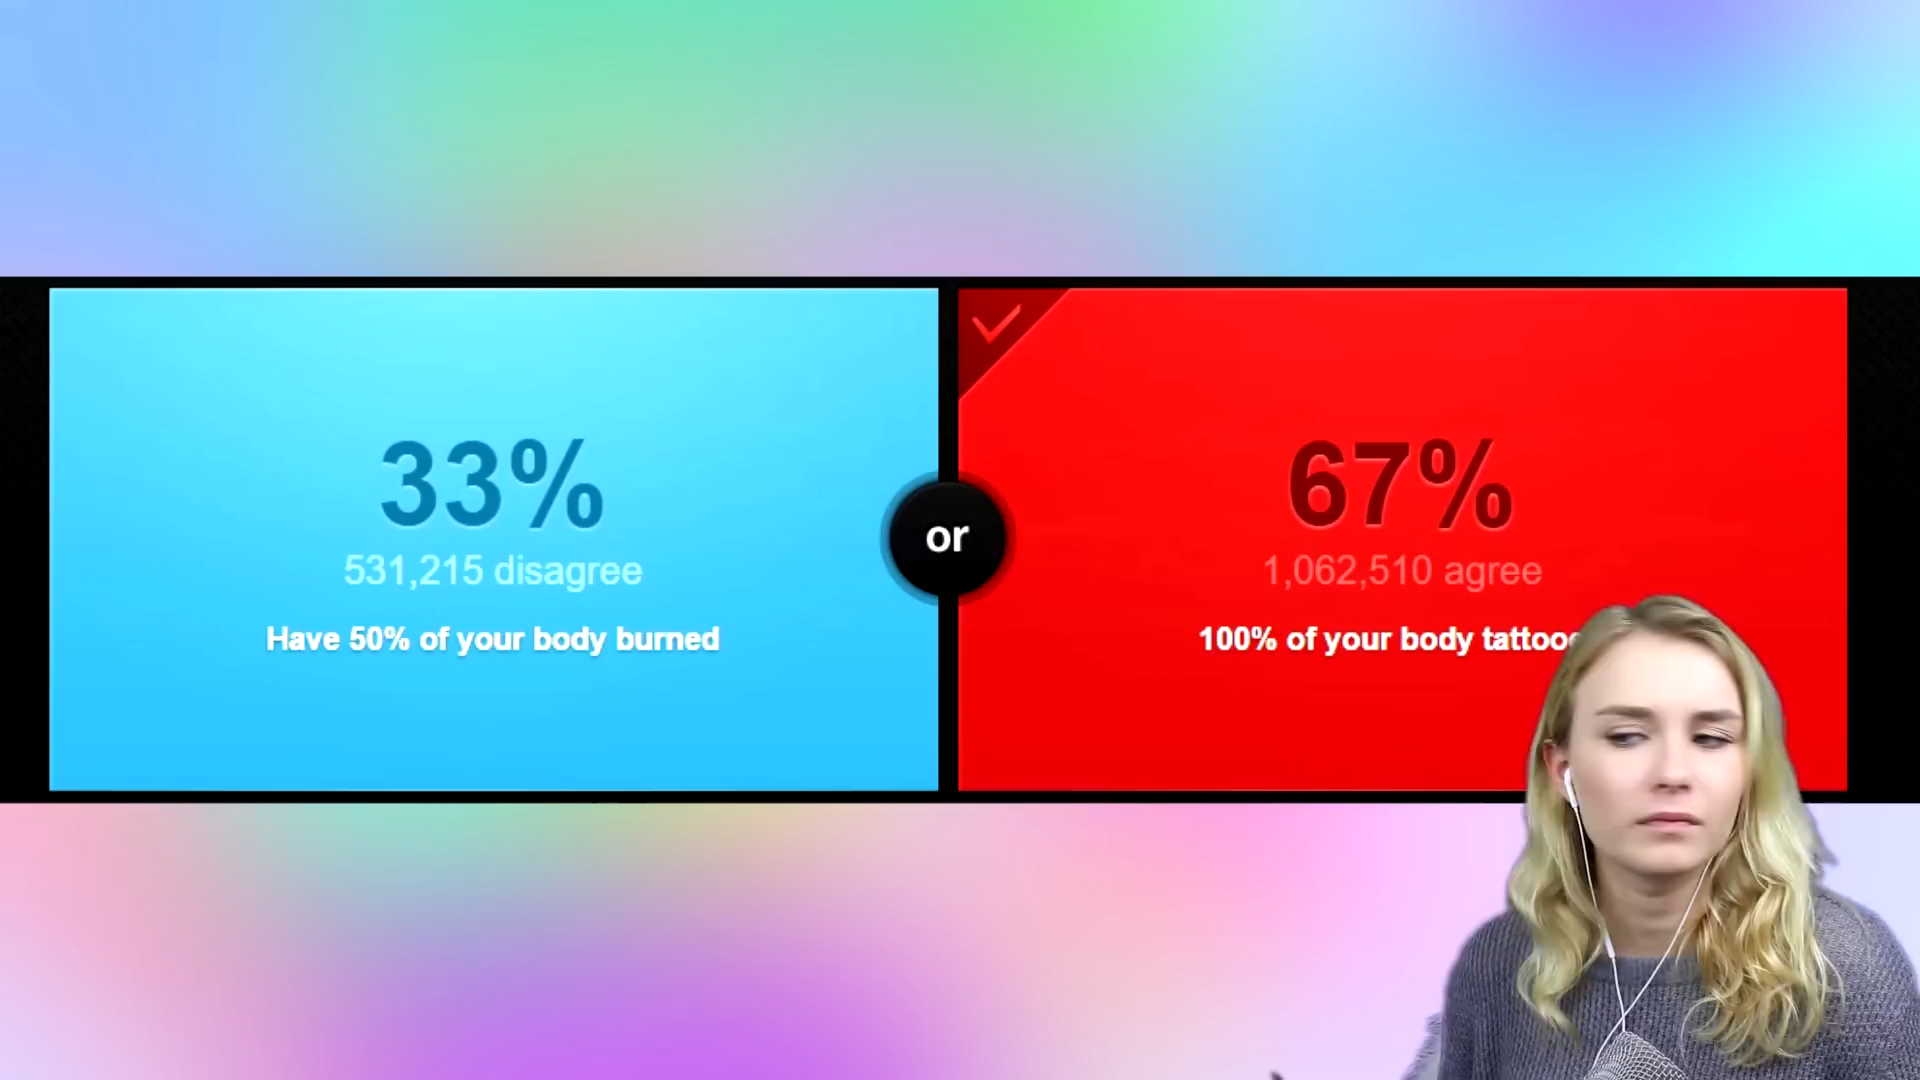 33%
531,215 disagree
Have 50% of your body burned
or
67%
1,062,510 agree
100% of your body